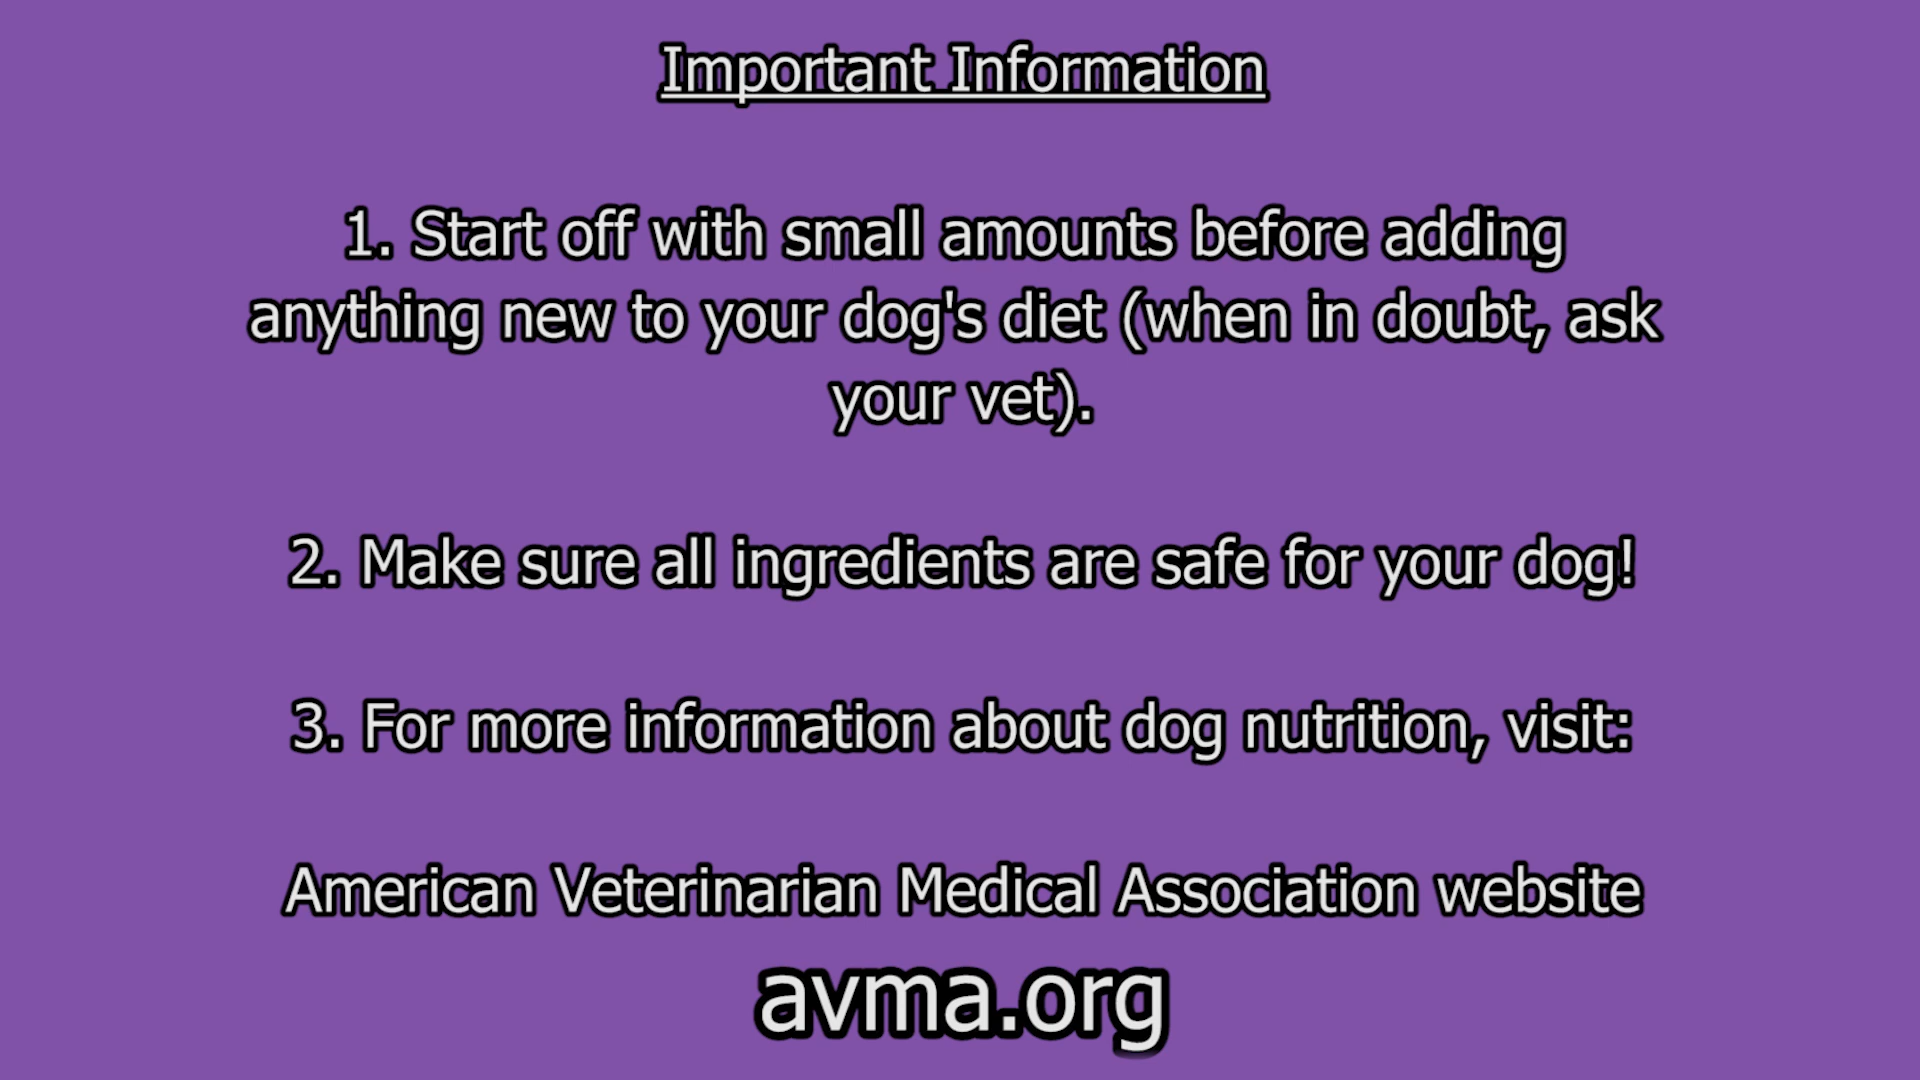 Important Information
1. Start off with small amounts before adding
anything new to your dog's diet (when in doubt, ask
your vet).
2. Make sure all ingredients are safe for your dog!
3. For more information about dog nutrition, visit:
American Veterinarian Medical Association website
avma.org